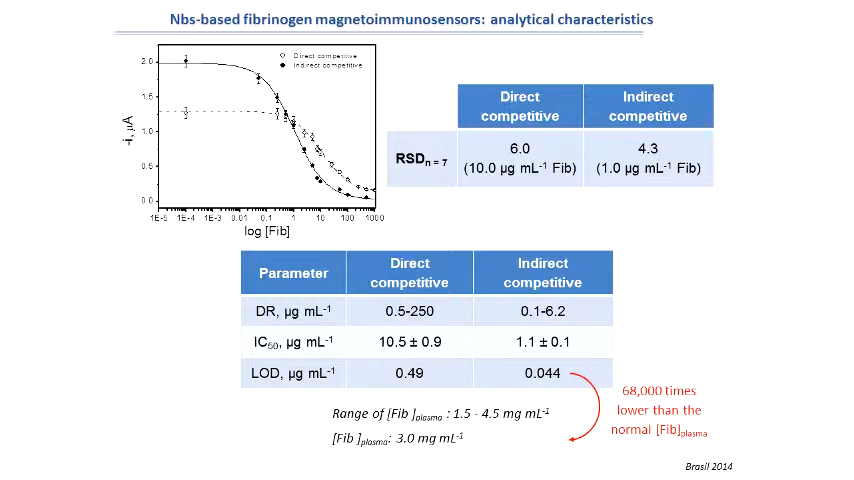 Nbs-based fibrinogen magnetoimmunosensors: analytical characteristics
Direct competitive
Indirect competitive
-i, µA
2.0
1.5
1.0
0.5
0.0
1E-5 1E-4 1E-3 0.01 0.1 1 10 100 1000
log [Fib]
Direct competitive
Indirect competitive
RSDn = 7
6.0
(10.0 µg mL-1 Fib)
4.3
(1.0 µg mL-1 Fib)
Parameter
Direct competitive
Indirect competitive
DR, µg mL-1 0.5-250 0.1-6.2
IC50, µg mL-1 10.5 ± 0.9 1.1 ± 0.1
LOD, µg mL-1 0.49 0.044
68,000 times
lower than the
normal [Fib]plasma
Range of [Fib ]plasma : 1.5 - 4.5 mg mL-1
[Fib ]plasma: 3.0 mg mL-1
Brasil 2014